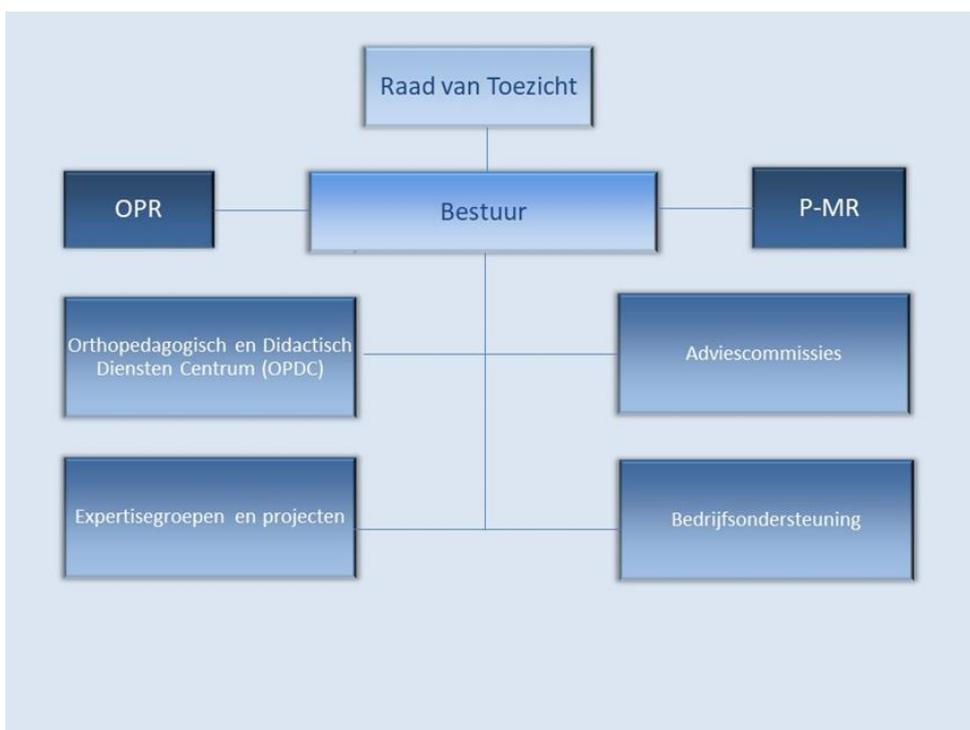 Raad van Toezicht
OPR
Bestuur
P-MR
Orthopedagogisch en Didactisch
Diensten Centrum (OPDC)
Adviescommissies
Expertisegroepen en projecten
Bedrijfsondersteuning